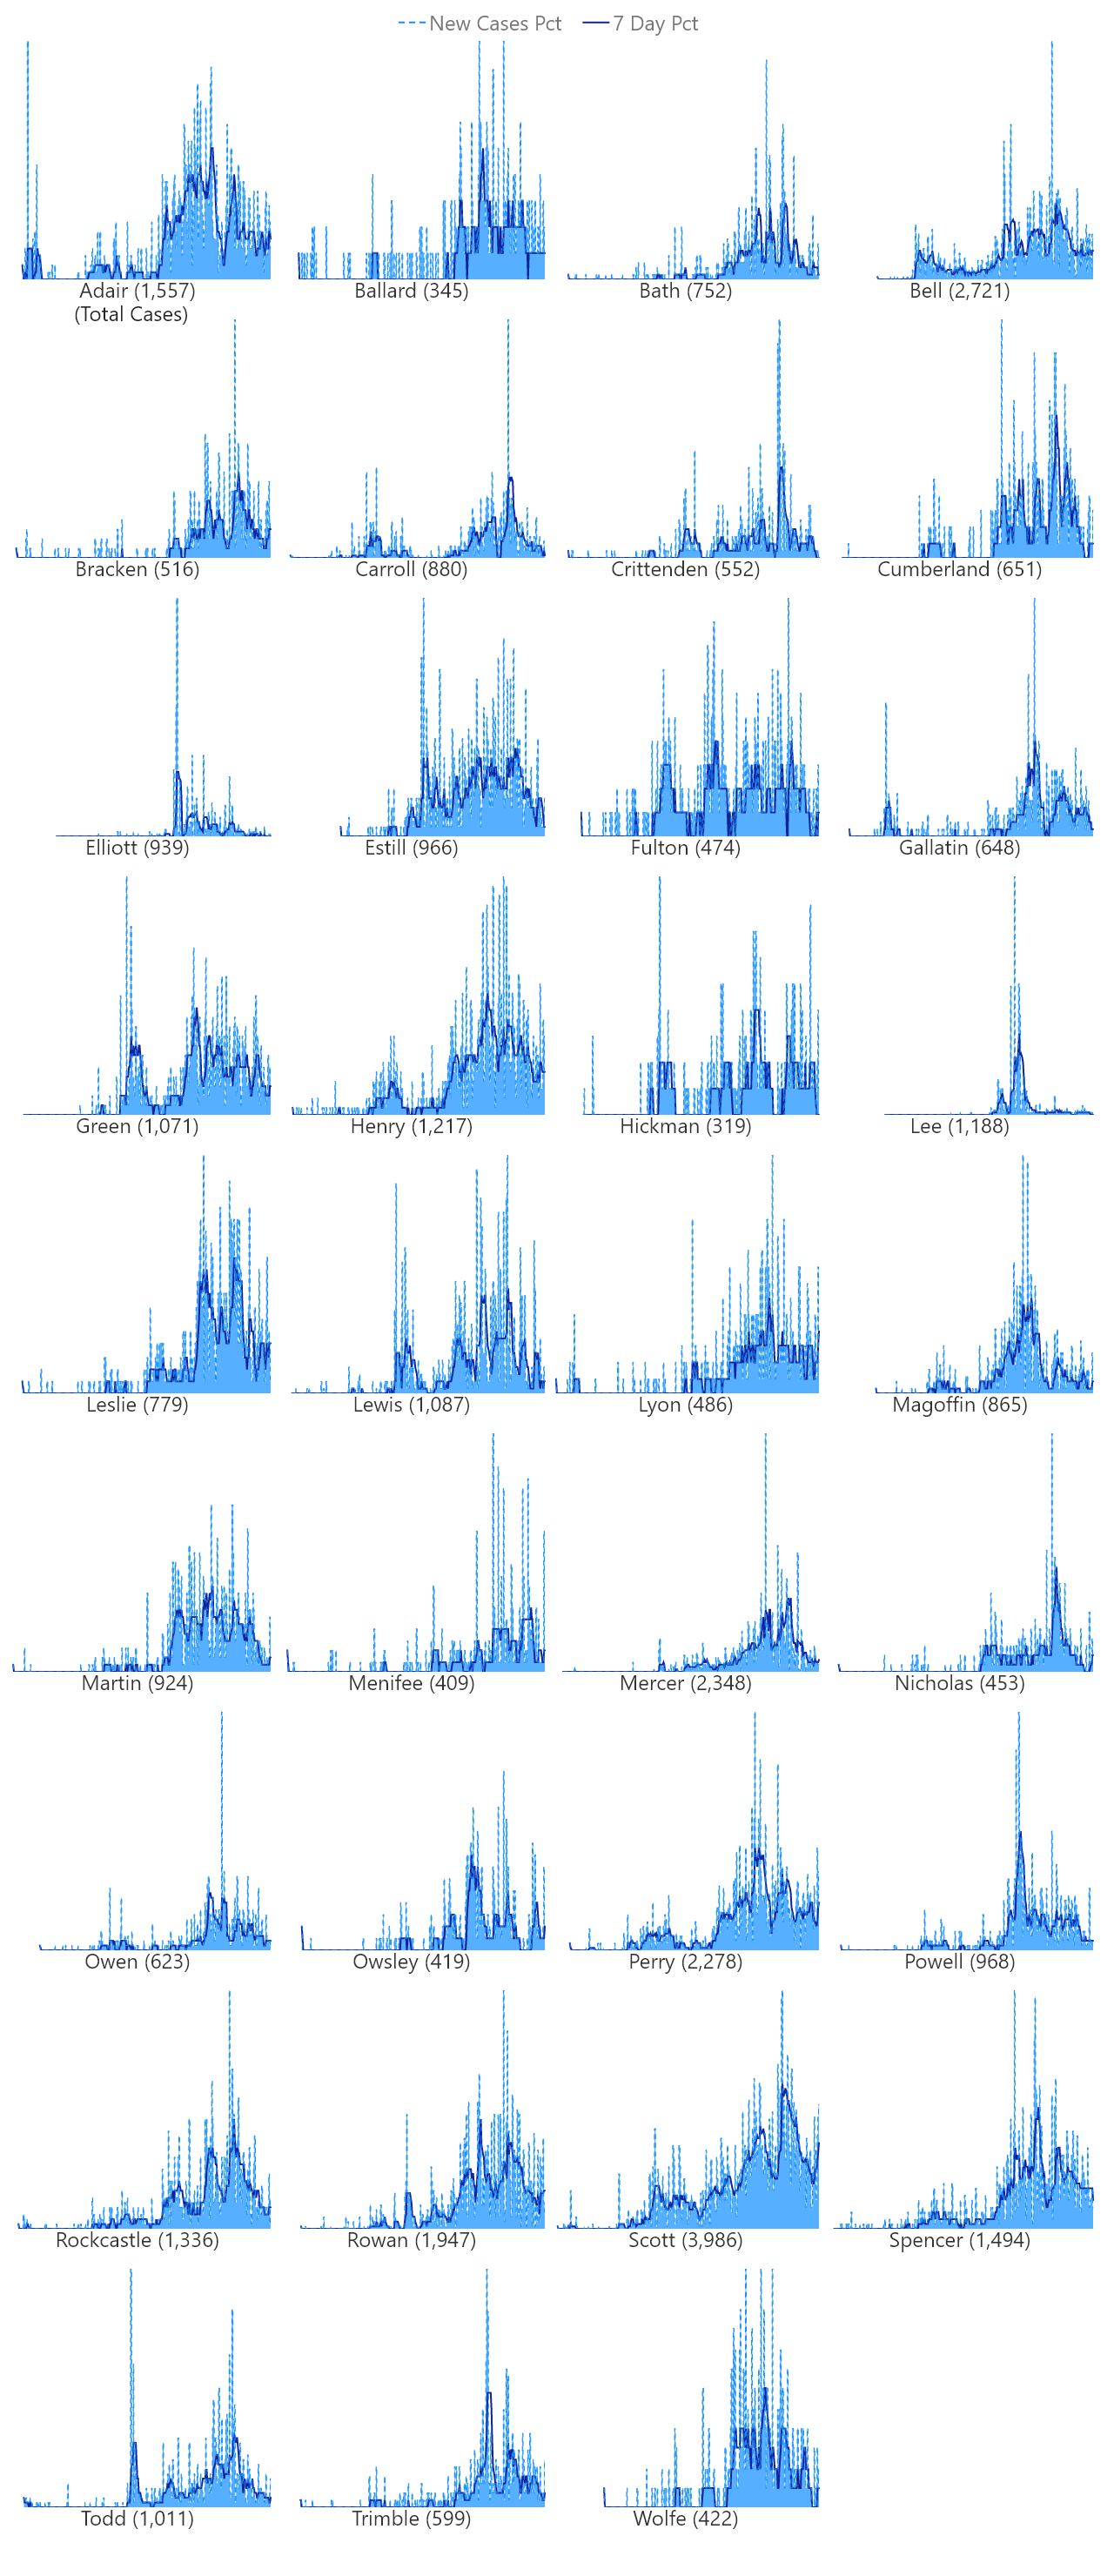 New Cases Pct 7 Day Pct
Adair (1,557) Ballard (345) Bath (752) Bell (2,721)
(Total Cases)
Bracken (516) Carroll (880) Crittenden (552) Cumberland (651)
Elliott (939) Estill (966) Fulton (474) Gallatin (648)
Green (1,071) Henry (1,217) Hickman (319) Lee (1,188)
Leslie (779) Lewis (1,087) Lyon (486) Magoffin (865)
Martin (924) Menifee (409) Mercer (2,348) Nicholas (453)
Owen (623) Owsley (419) Perry (2,278) Powell (968)
Rockcastle (1,336) Rowan (1,947) Scott (3,986) Spencer (1,494)
Todd (1,011) Trimble (599) Wolfe (422)